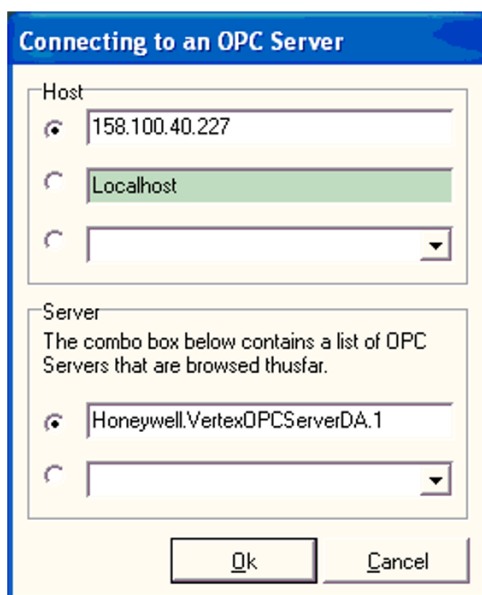 Connecting to an OPC Server
Host
158.100.40.227
Localhost
Server
The combo box below contains a list of OPC
Servers that are browsed thusfar.
Honeywell.VertexOPCServerDA.1
Ok
Cancel